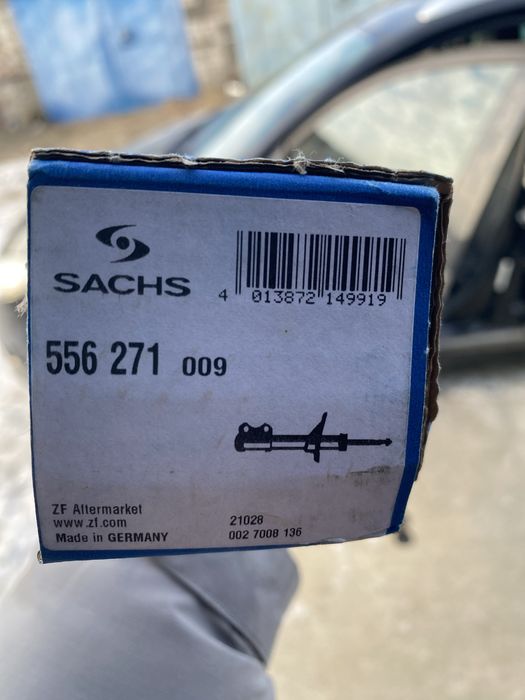 SACHS
4 013872 149919
556 271 009
ZF Aftermarket
www.zf.com
Made in GERMANY
21028
002 7008 136